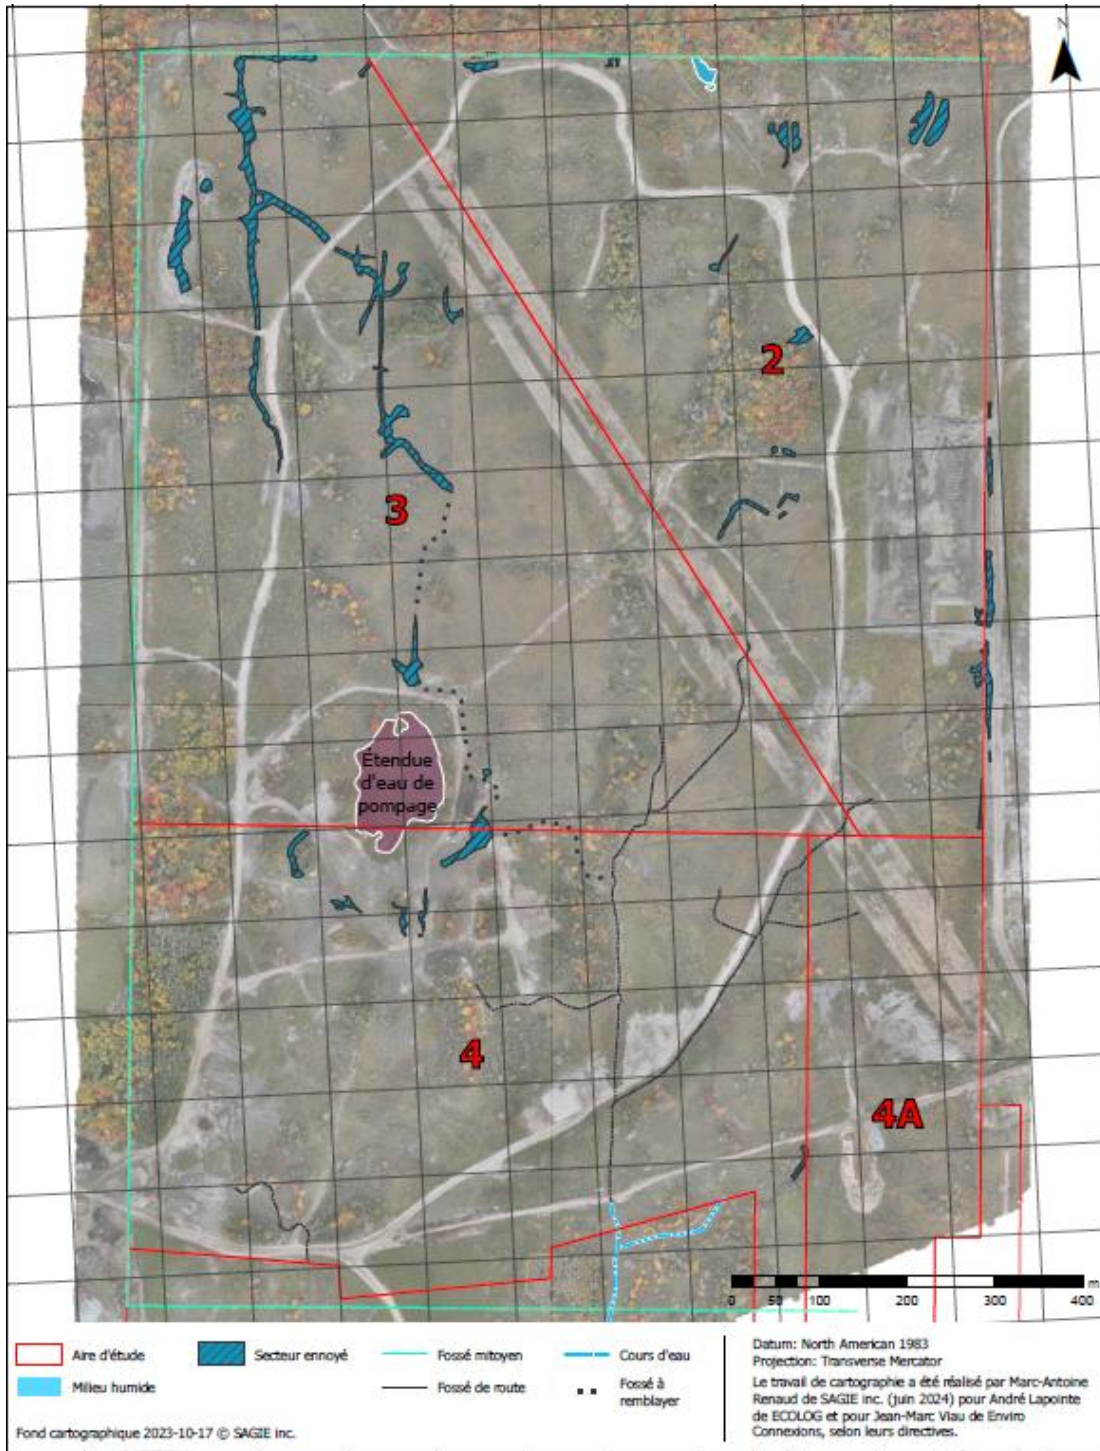 N
2
3
Étendue
d'eau de
pompage
4
4A
m
0 50 100 200 300 400
Aire d'étude
Secteur ennoyé
Fossé mitoyen
Cours d'eau
Milieu humide
Fossé de route
Fossé à
remblayer
Fond cartographique 2023-10-17 © SAGIE inc.
Datum: North American 1983
Projection: Transverse Mercator
Le travail de cartographie a été réalisé par Marc-Antoine
Renaud de SAGIE inc. (juin 2024) pour André Lapointe
de ECOLOG et pour Jean-Marc Viau de Enviro
Connexions, selon leurs directives.